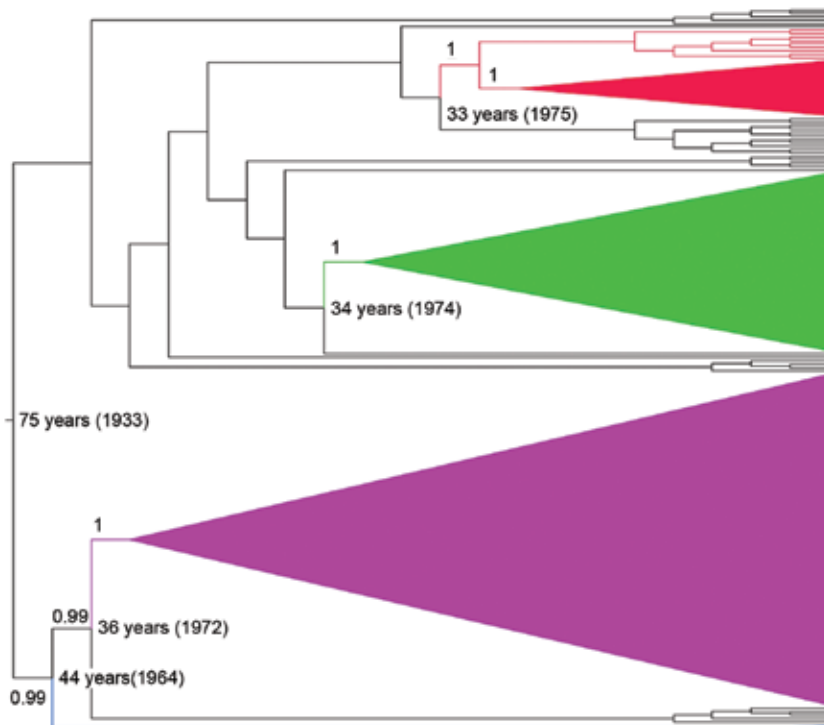 1
1
33 years (1975)
1
34 years (1974)
75 years (1933)
1
0.99
36 years (1972)
44 years(1964)
0.99